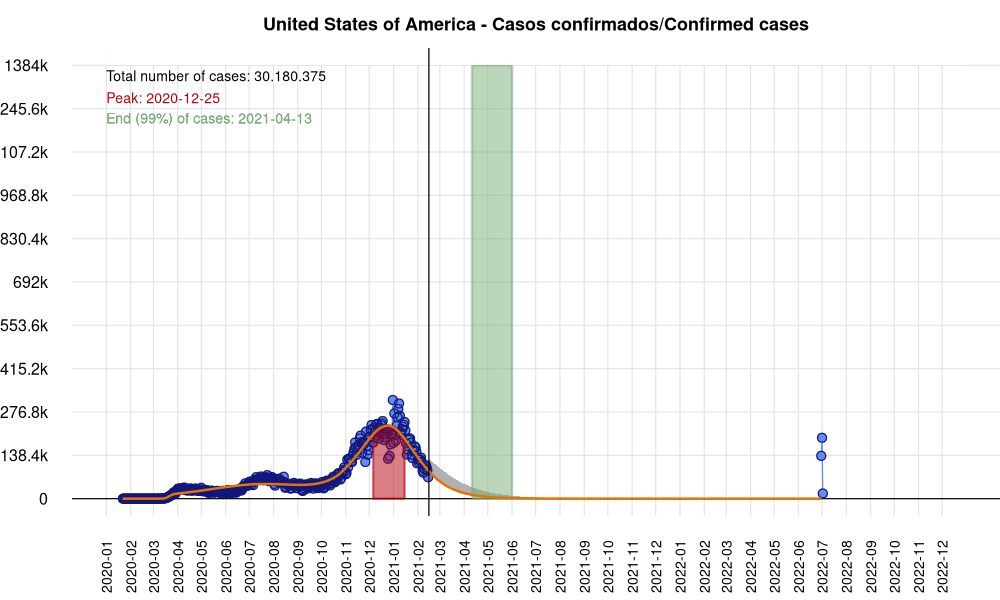 United States of America - Casos confirmados/Confirmed cases
Total number of cases: 30.180.375
Peak: 2020-12-25
End (99%) of cases: 2021-04-13
1384k
245.6k
107.2k
968.8k
830.4k
692k
553.6k
415.2k
276.8k
138.4k
0
2020-01
2020-02
2020-03
2020-04
2020-05
2020-06
2020-07
2020-08
2020-09
2020-10
2020-11
2020-12
2021-01
2021-03
2021-04
2021-05
2021-06
2021-07
2021-08
2021-09
2021-10
2021-11
2021-12
2022-01
2022-02
2022-03
2022-04
2022-05
2022-06
2022-07
2022-08
2022-09
2022-10
2022-11
2022-12